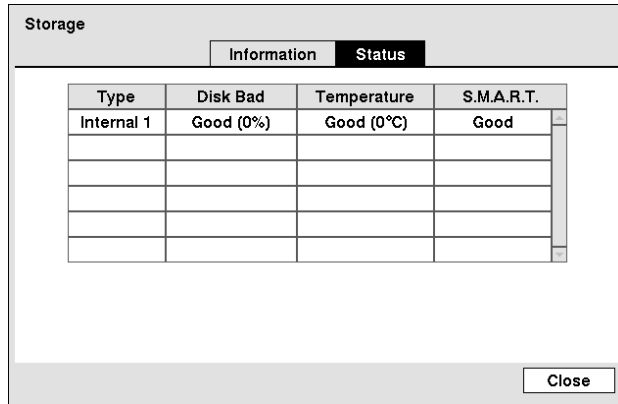 Storage
Information Status
Type Disk Bad Temperature S.M.A.R.T.
Internal 1 Good (0%) Good (0°C) Good
Close